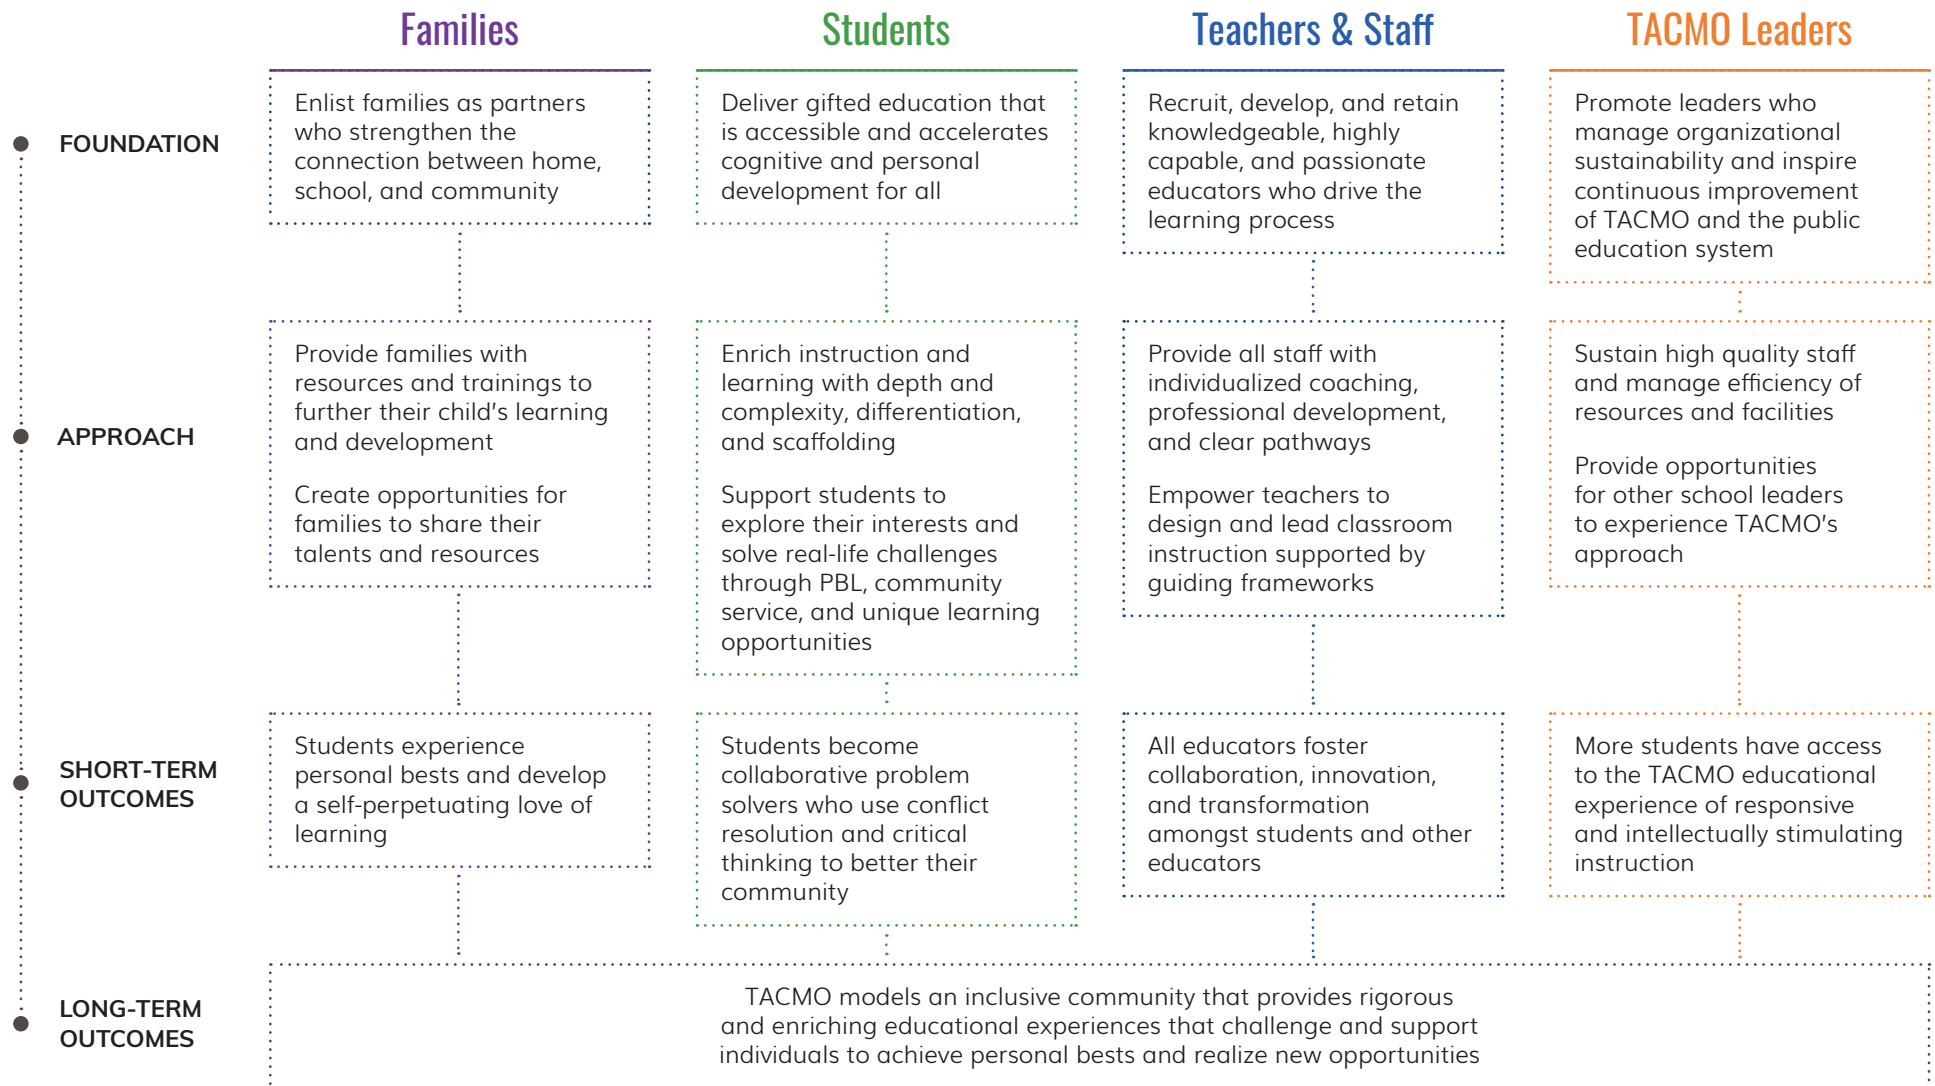 Families
Students
Teachers & Staff
TACMO Leaders
FOUNDATION
Enlist families as partners
who strengthen the
connection between home,
school, and community
Deliver gifted education that
is accessible and accelerates
cognitive and personal
development for all
Recruit, develop, and retain
knowledgeable, highly
capable, and passionate
educators who drive the
learning process
Promote leaders who
manage organizational
sustainability and inspire
continuous improvement
of TACMO and the public
education system
APPROACH
Provide families with
resources and trainings to
further their child's learning
and development
Create opportunities for
families to share their
talents and resources
Enrich instruction and
learning with depth and
complexity, differentiation,
and scaffolding
Support students to
explore their interests and
solve real-life challenges
through PBL, community
service, and unique learning
opportunities
Provide all staff with
individualized coaching,
professional development,
and clear pathways
Empower teachers to
design and lead classroom
instruction supported by
guiding frameworks
Sustain high quality staff
and manage efficiency of
resources and facilities
Provide opportunities
for other school leaders
to experience TACMO's
approach
SHORT-TERM
OUTCOMES
Students experience
personal bests and develop
a self-perpetuating love of
learning
Students become
collaborative problem
solvers who use conflict
resolution and critical
thinking to better their
community
All educators foster
collaboration, innovation,
and transformation
amongst students and other
educators
More students have access
to the TACMO educational
experience of responsive
and intellectually stimulating
instruction
LONG-TERM
OUTCOMES
TACMO models an inclusive community that provides rigorous
and enriching educational experiences that challenge and support
individuals to achieve personal bests and realize new opportunities